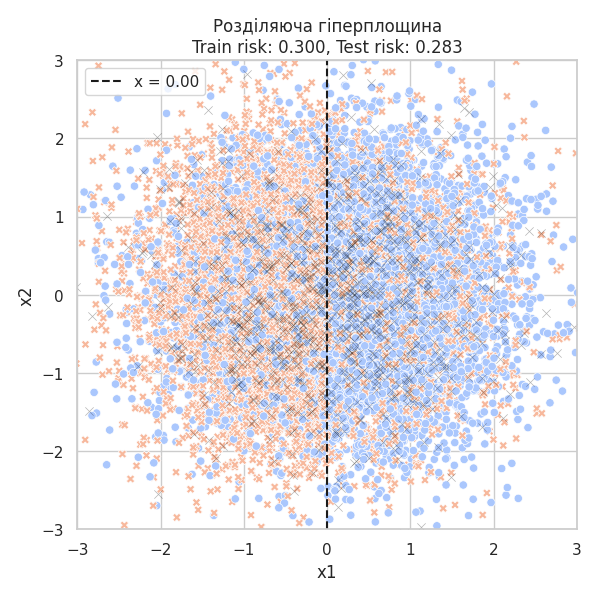 Розділяюча гіперплощина
Train risk: 0.300, Test risk: 0.283
x = 0.00
3
2
1
0
−1
−2
−3
x2
−3
−2
−1
0
1
2
3
x1